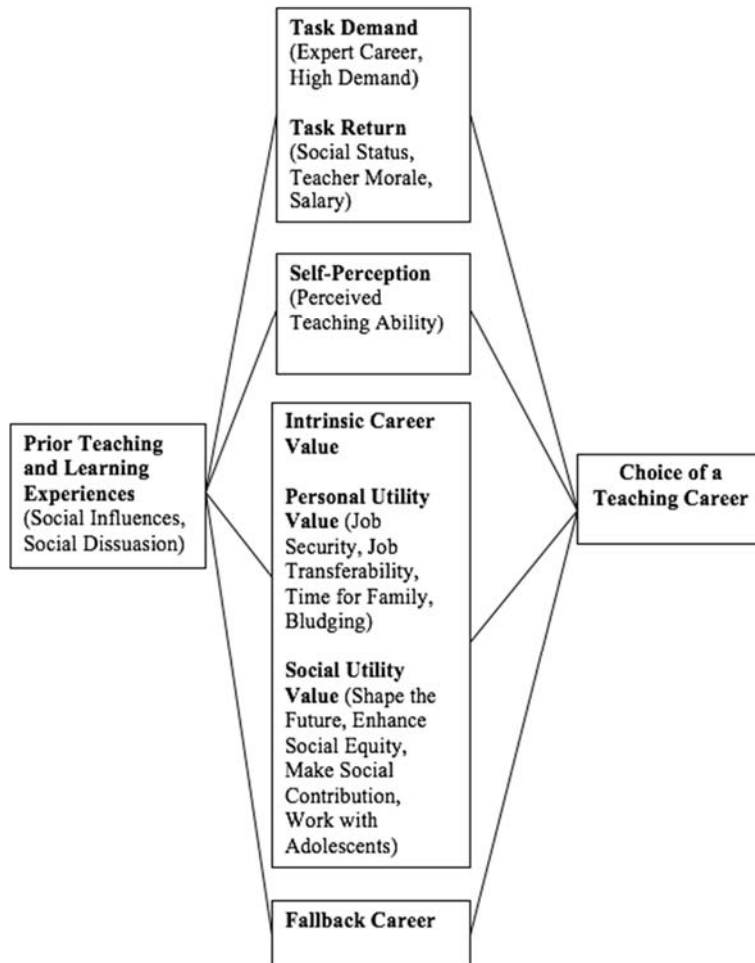 Task Demand
(Expert Career,
High Demand)
Task Return
(Social Status,
Teacher Morale,
Salary)
Self-Perception
(Perceived
Teaching Ability)
Prior Teaching
and Learning
Experiences
(Social Influences,
Social Dissuasion)
Intrinsic Career
Value
Personal Utility
Value (Job
Security, Job
Transferability,
Time for Family,
Bludging)
Social Utility
Value (Shape the
Future, Enhance
Social Equity,
Make Social
Contribution,
Work with
Adolescents)
Fallback Career
Choice of a
Teaching Career